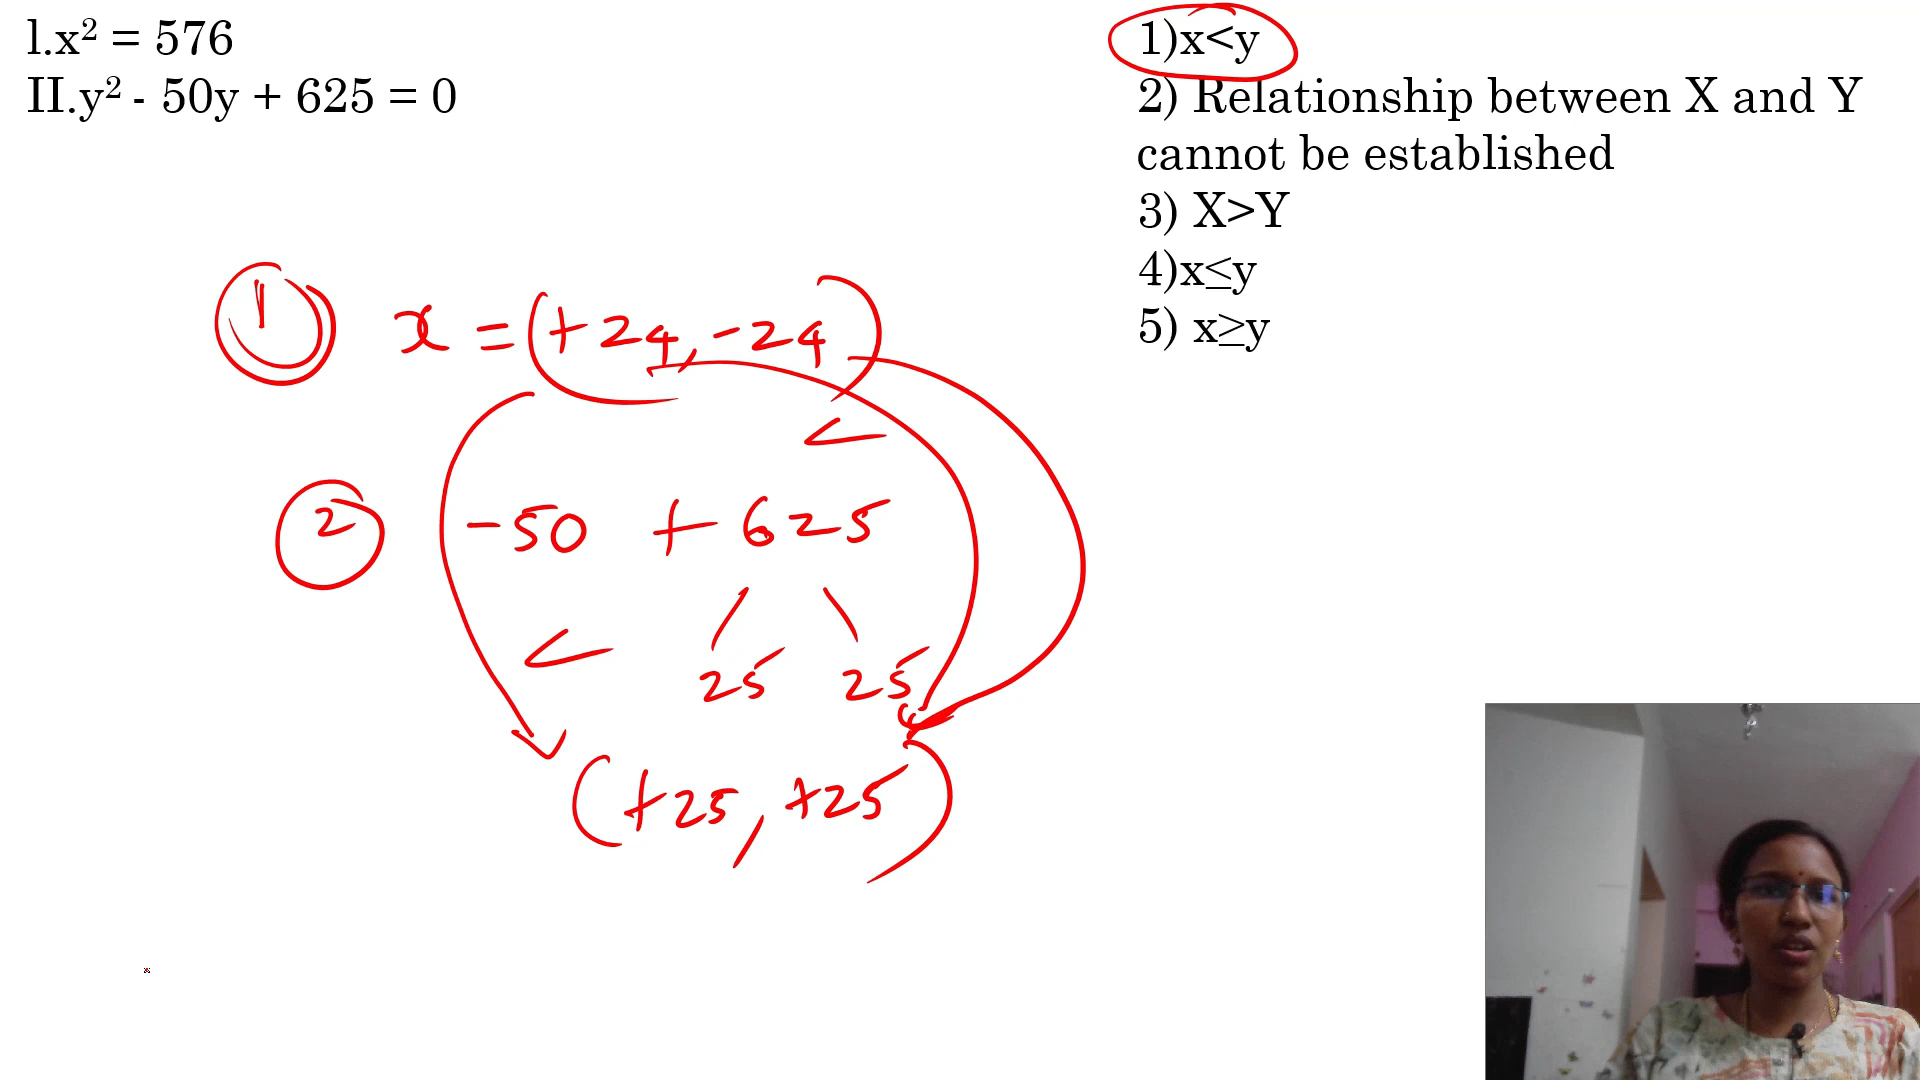 l.x² = 576
II.y² - 50y + 625 = 0
1)x<y
2) Relationship between X and Y
cannot be established
3) X>Y
4)x≤y
5) x≥y
1 x = (+24, -24)
<
2 -50 + 625
<
25 25
(+25, +25)